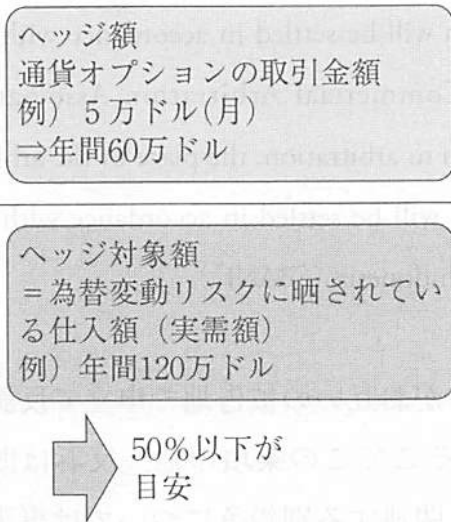 ヘッジ額
通貨オプションの取引金額
例）５万ドル(月)
⇒年間60万ドル
ヘッジ対象額
＝為替変動リスクに晒されてい
る仕入額（実需額）
例）年間120万ドル
50％以下が
目安